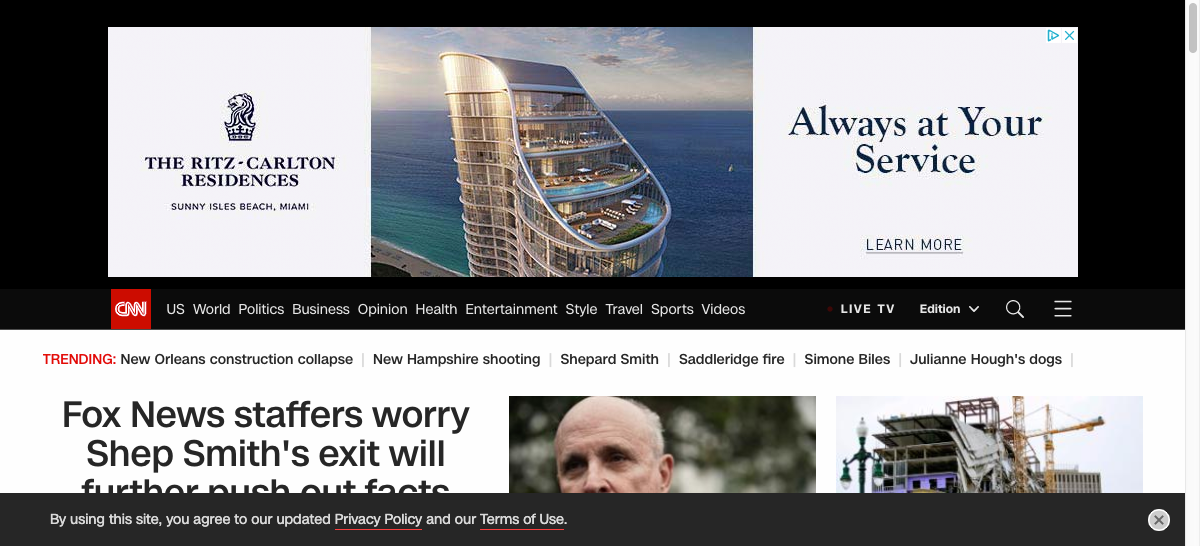 THE RITZ-CARLTON
RESIDENCES
SUNNY ISLES BEACH, MIAMI
Always at Your
Service
LEARN MORE
CNN US World Politics Business Opinion Health Entertainment Style Travel Sports Videos LIVE TV Edition
TRENDING: New Orleans construction collapse | New Hampshire shooting | Shepard Smith | Saddleridge fire | Simone Biles | Julianne Hough's dogs |
Fox News staffers worry
Shep Smith's exit will
further push out facts
By using this site, you agree to our updated Privacy Policy and our Terms of Use.